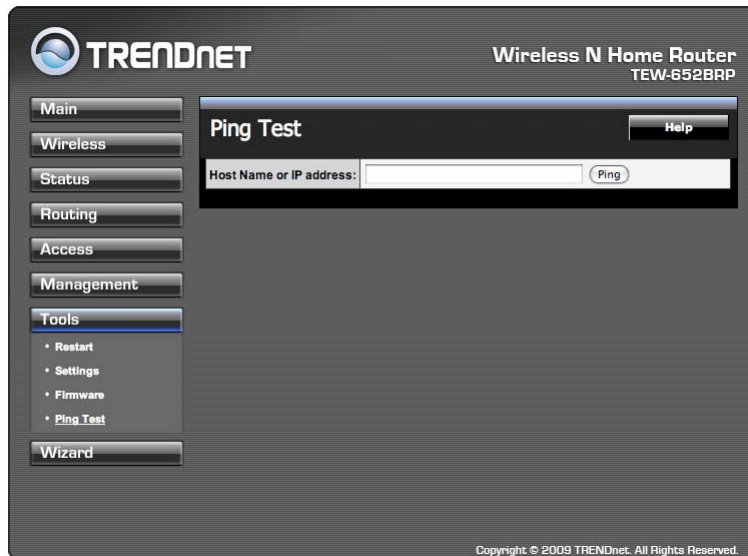 TRENDNET
Wireless N Home Router
TEW-652BRP
Main
Wireless
Status
Routing
Access
Management
Tools
• Restart
• Settings
• Firmware
• Ping Test
Wizard
Ping Test
Help
Host Name or IP address:
Ping
Copyright © 2009 TRENDnet. All Rights Reserved.